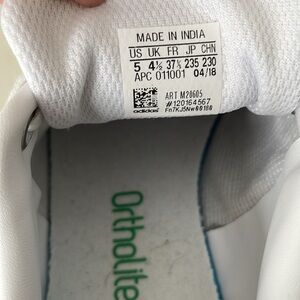 MADE IN INDIA
US UK FR JP CHN
5 4½ 37⅓ 235 230
APC 011001 04/18
ART M20605
#120164567
adidas
Ortholite